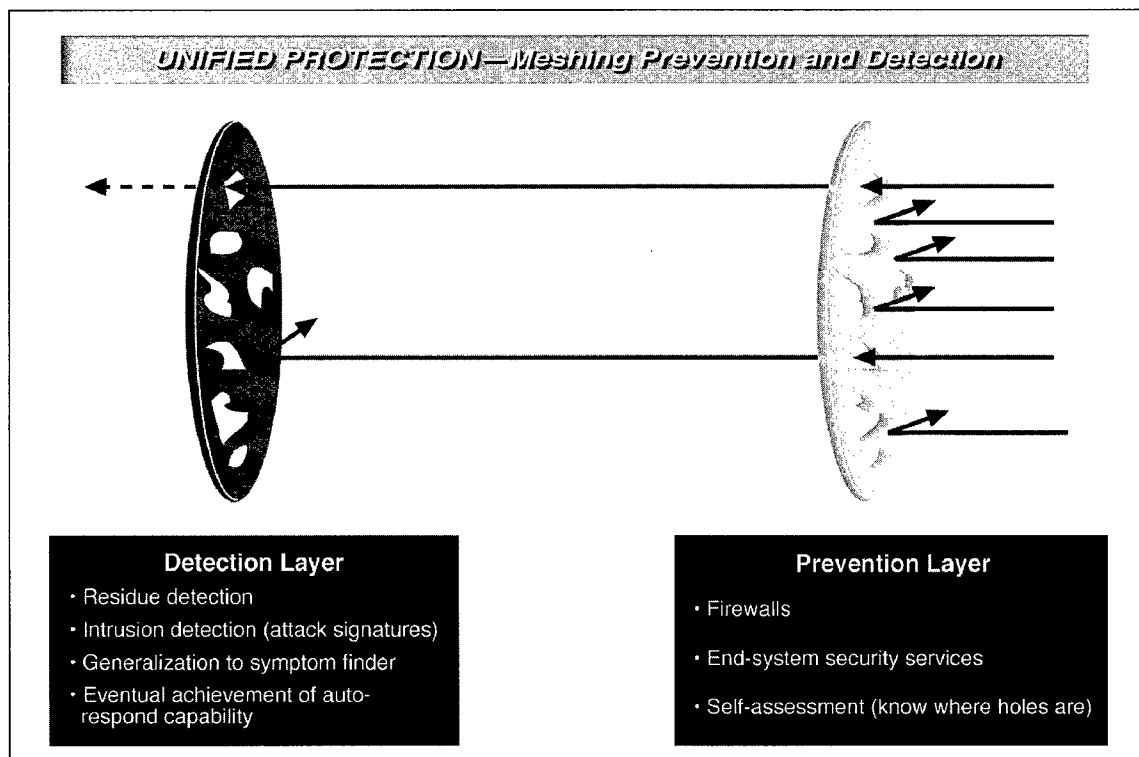 UNIFIED PROTECTION—Meshing Prevention and Detection
Detection Layer
· Residue detection
· Intrusion detection (attack signatures)
· Generalization to symptom finder
· Eventual achievement of auto-
respond capability
Prevention Layer
· Firewalls
· End-system security services
· Self-assessment (know where holes are)